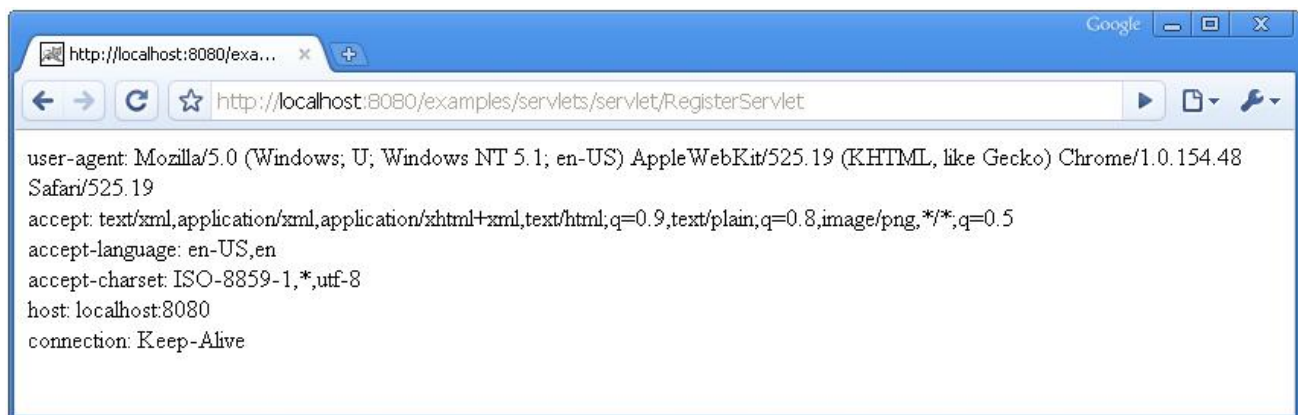 Google
http://localhost:8080/exa...
http://localhost:8080/examples/servlets/servlet/RegisterServlet
user-agent: Mozilla/5.0 (Windows; U; Windows NT 5.1; en-US) AppleWebKit/525.19 (KHTML, like Gecko) Chrome/1.0.154.48
Safari/525.19
accept: text/xml,application/xml,application/xhtml+xml,text/html;q=0.9,text/plain;q=0.8,image/png,*/*;q=0.5
accept-language: en-US,en
accept-charset: ISO-8859-1,*,utf-8
host: localhost:8080
connection: Keep-Alive